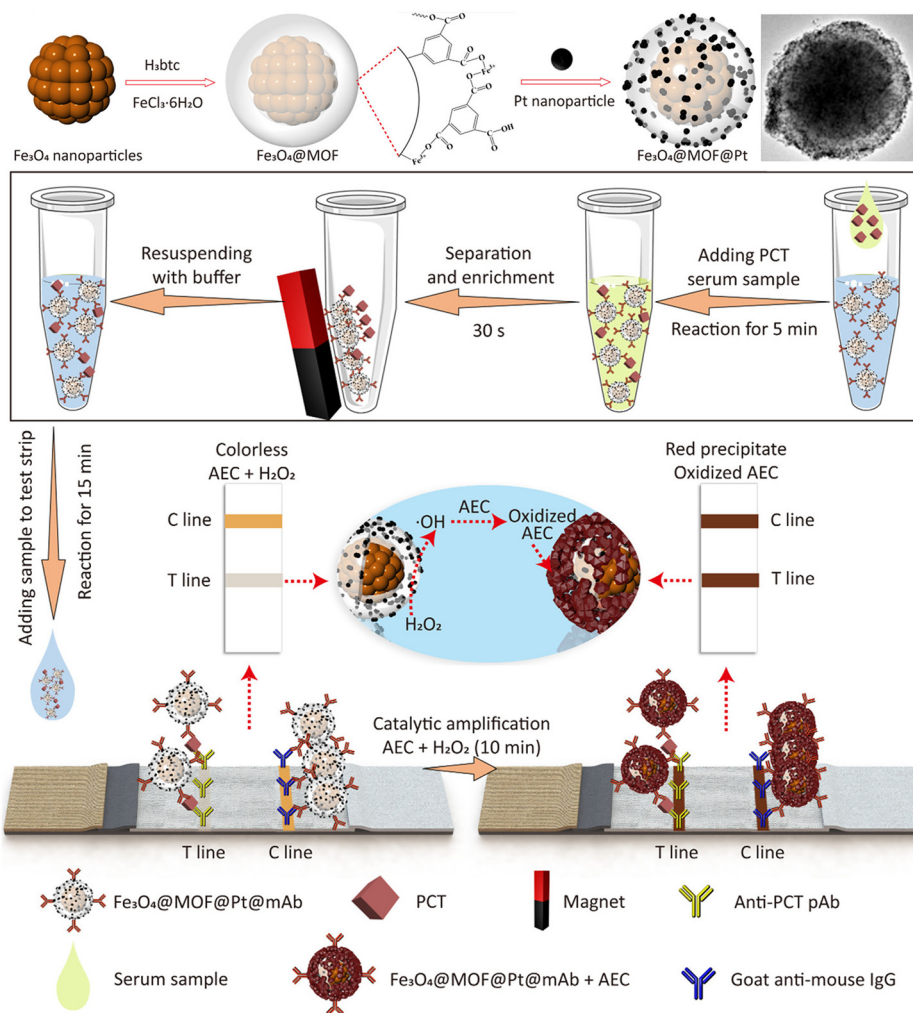 H₃btc
FeCl₃·6H₂O
Fe₃O₄ nanoparticles
Fe₃O₄@MOF
O
C
O
O
C
O
Fe³⁺
O
O
C
O
C
OH
O
C
O
Fe³⁺
Pt nanoparticle
Fe₃O₄@MOF@Pt
Resuspending
with buffer
Separation
and enrichment
30 s
Adding PCT
serum sample
Reaction for 5 min
Adding sample to test strip
Reaction for 15 min
Colorless
AEC + H₂O₂
C line
T line
·OH
AEC
Oxidized
AEC
H₂O₂
Red precipitate
Oxidized AEC
C line
T line
Catalytic amplification
AEC + H₂O₂ (10 min)
T line
C line
T line
C line
Fe₃O₄@MOF@Pt@mAb
PCT
Magnet
Anti-PCT pAb
Serum sample
Fe₃O₄@MOF@Pt@mAb + AEC
Goat anti-mouse IgG